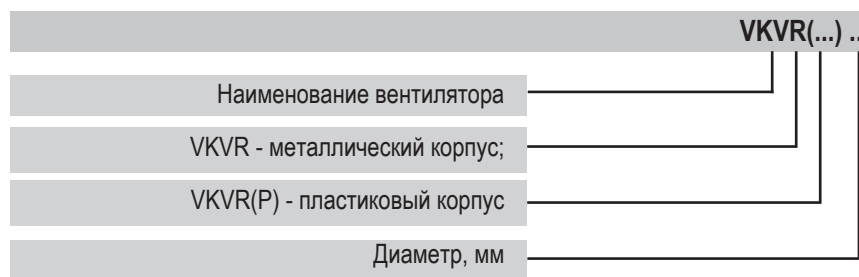 VKVR(...) ..
Наименование вентилятора
VKVR - металлический корпус;
VKVR(P) - пластиковый корпус
Диаметр, мм